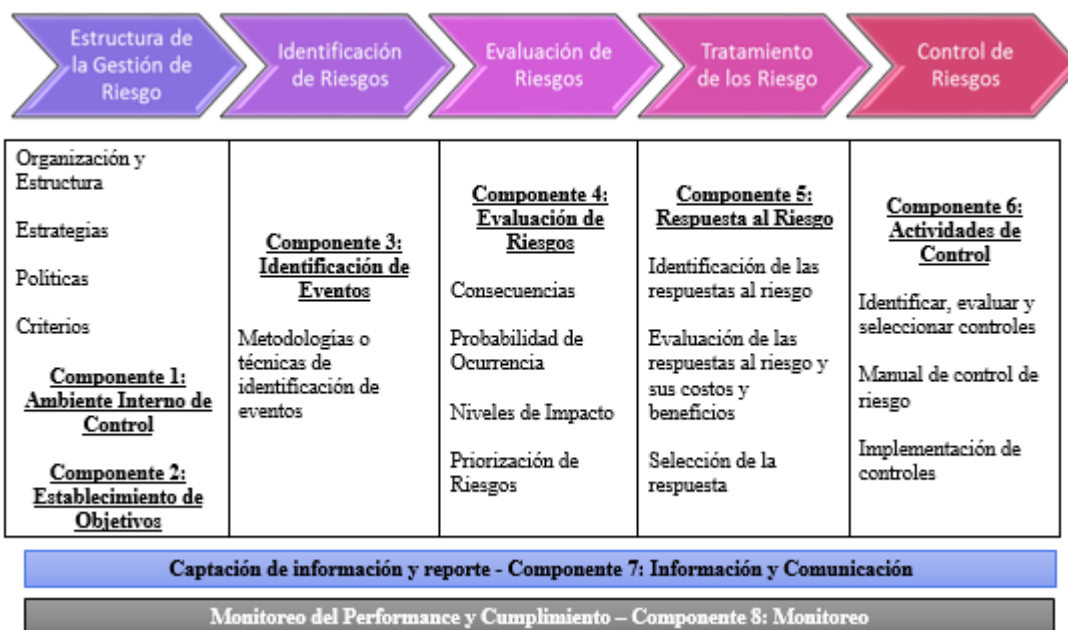 Estructura de
la Gestión de
Riesgo
Identificación
de Riesgos
Evaluación de
Riesgos
Tratamiento
de los Riesgo
Control de
Riesgos
Organización y
Estructura
Estrategias
Políticas
Criterios
Componente 1:
Ambiente Interno de
Control
Componente 2:
Establecimiento de
Objetivos
Componente 3:
Identificación de
Eventos
Metodologías o
técnicas de
identificación de
eventos
Componente 4:
Evaluación de
Riesgos
Consecuencias
Probabilidad de
Ocurrencia
Niveles de Impacto
Priorización de
Riesgos
Componente 5:
Respuesta al Riesgo
Identificación de las
respuestas al riesgo
Evaluación de las
respuestas al riesgo y
sus costos y
beneficios
Selección de la
respuesta
Componente 6:
Actividades de
Control
Identificar, evaluar y
seleccionar controles
Manual de control de
riesgo
Implementación de
controles
Captación de información y reporte - Componente 7: Información y Comunicación
Monitoreo del Performance y Cumplimiento – Componente 8: Monitoreo